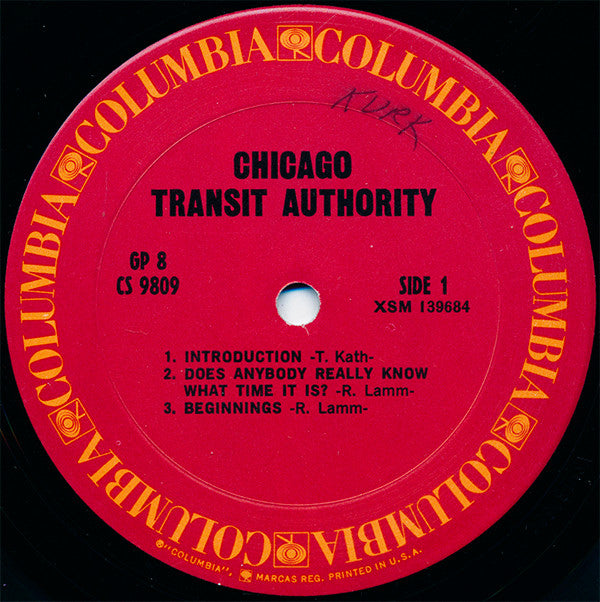 COLUMBIA COLUMBIA COLUMBIA COLUMBIA COLUMBIA COLUMBIA
KURK
CHICAGO
TRANSIT AUTHORITY
GP 8
CS 9809
SIDE 1
XSM 139684
1. INTRODUCTION -T. Kath-
2. DOES ANYBODY REALLY KNOW
WHAT TIME IT IS? -R. Lamm-
3. BEGINNINGS -R. Lamm-
®"COLUMBIA", MARCAS REG. PRINTED IN U.S.A.